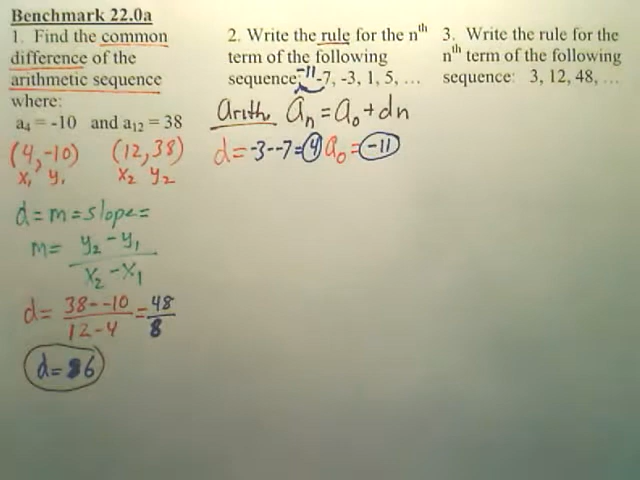 Benchmark 22.0a
1. Find the common
difference of the
arithmetic sequence
where:
a₄ = -10 and a₁₂ = 38
(4,-10) (12,38)
x₁ y₁ x₂ y₂
d=m=slope=
m= y₂-y₁
x₂-x₁
d= 38--10 = 48
12-4 8
d=6
2. Write the rule for the nᵗʰ
term of the following
-11
sequence: -7, -3, 1, 5, …
Arith. aₙ=a₀+dn
d=-3--7=4 a₀=-11
3. Write the rule for the
nᵗʰ term of the following
sequence: 3, 12, 48, …